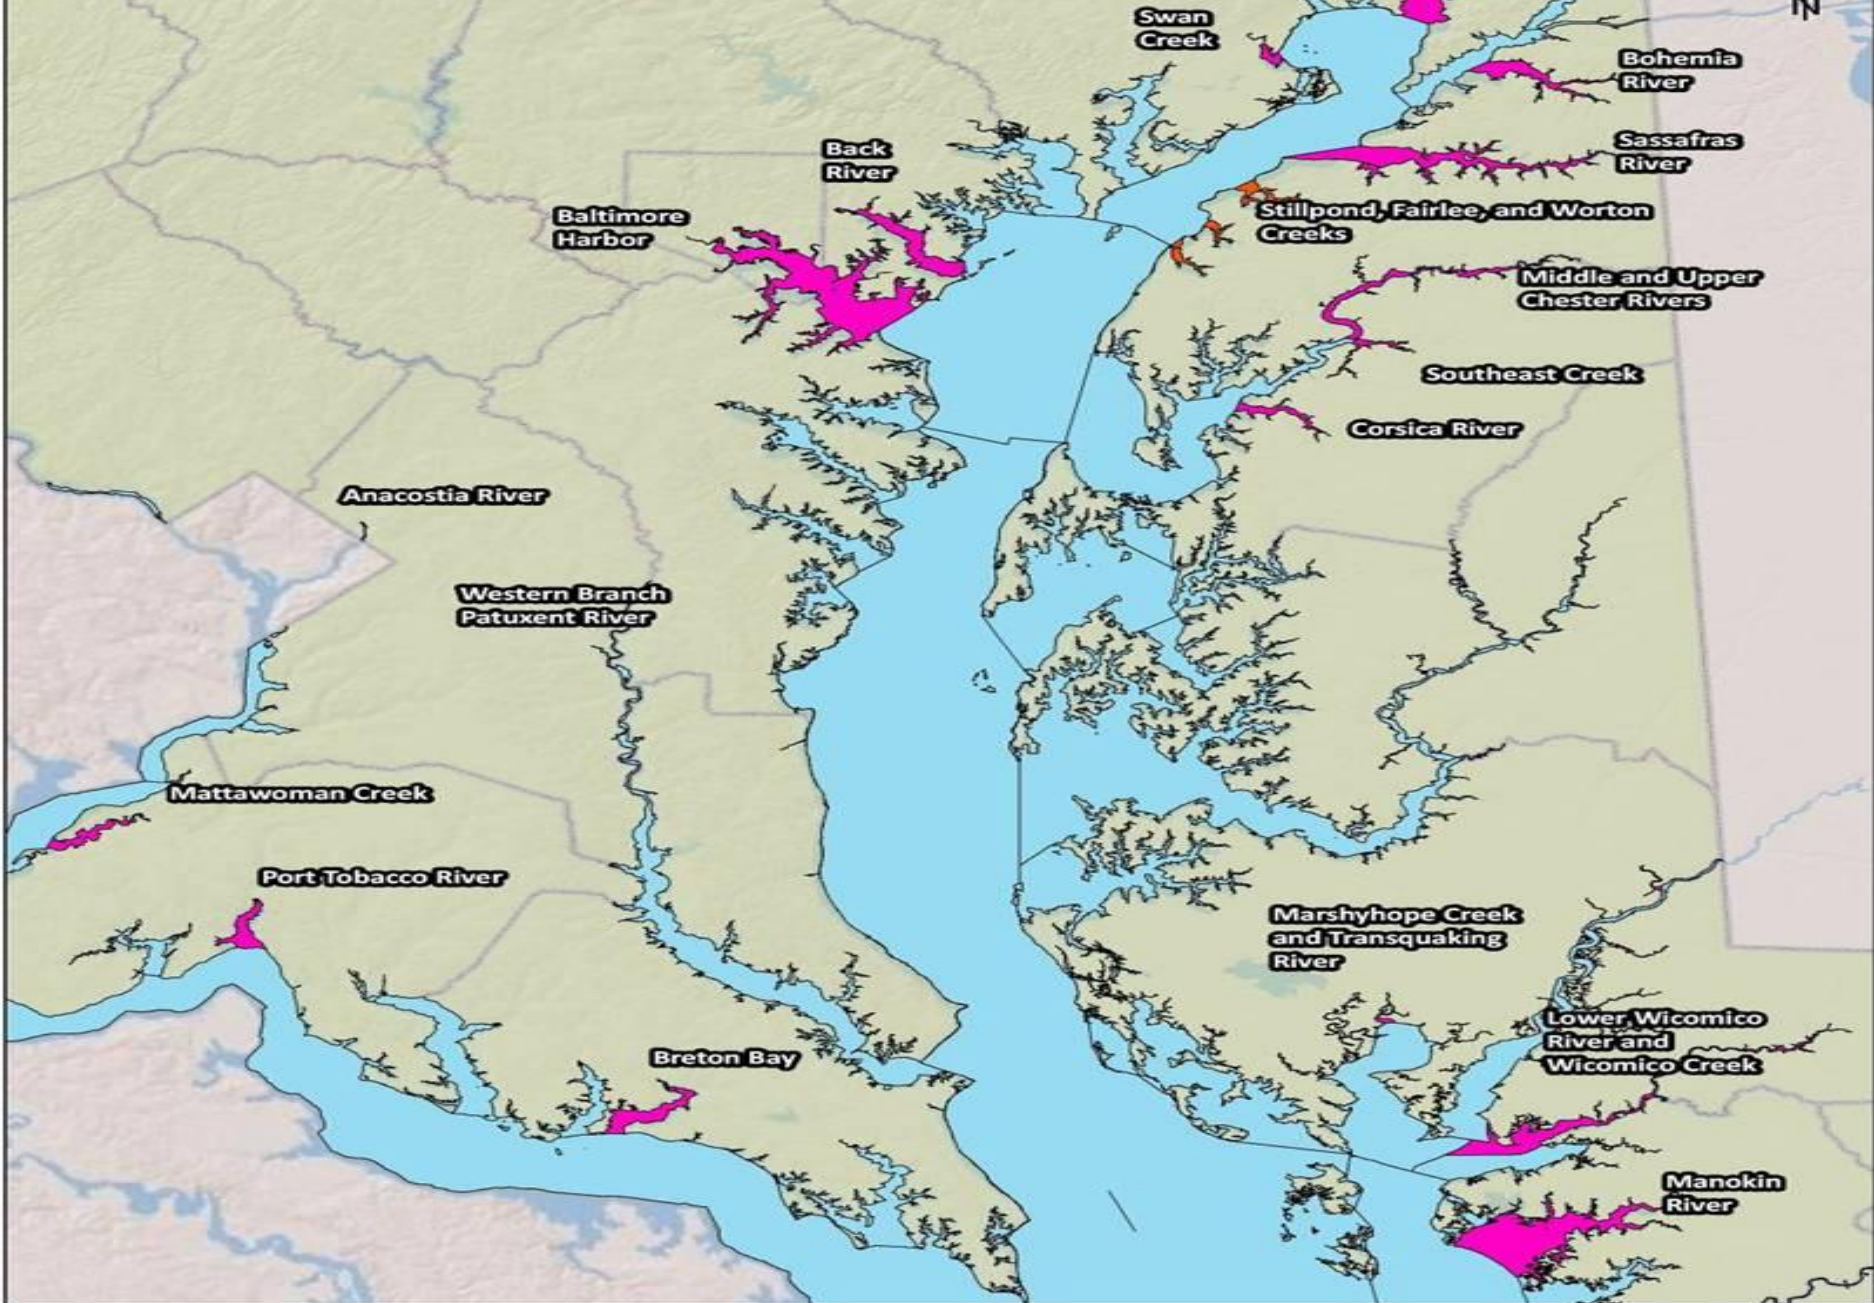 N
Swan
Creek
Bohemia
River
Back
River
Sassafras
River
Baltimore
Harbor
Stillpond, Fairlee, and Worton
Creeks
Middle and Upper
Chester Rivers
Southeast Creek
Corsica River
Anacostia River
Western Branch
Patuxent River
Mattawoman Creek
Port Tobacco River
Marshyhope Creek
and Transquaking
River
Lower Wicomico
River and
Wicomico Creek
Breton Bay
Manokin
River